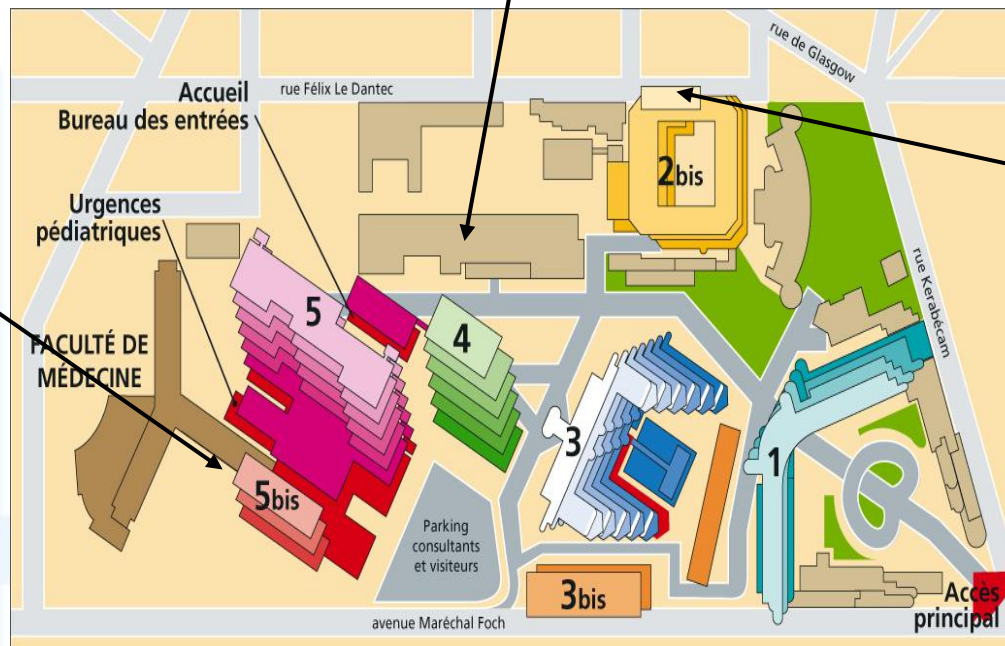 rue de Glasgow
Accueil
Bureau des entrées
rue Félix Le Dantec
2bis
Urgences
pédiatriques
rue Kerabécam
5
4
FACULTÉ DE
MÉDECINE
3
1
5bis
Parking
consultants
et visiteurs
3bis
Accès
principal
avenue Maréchal Foch